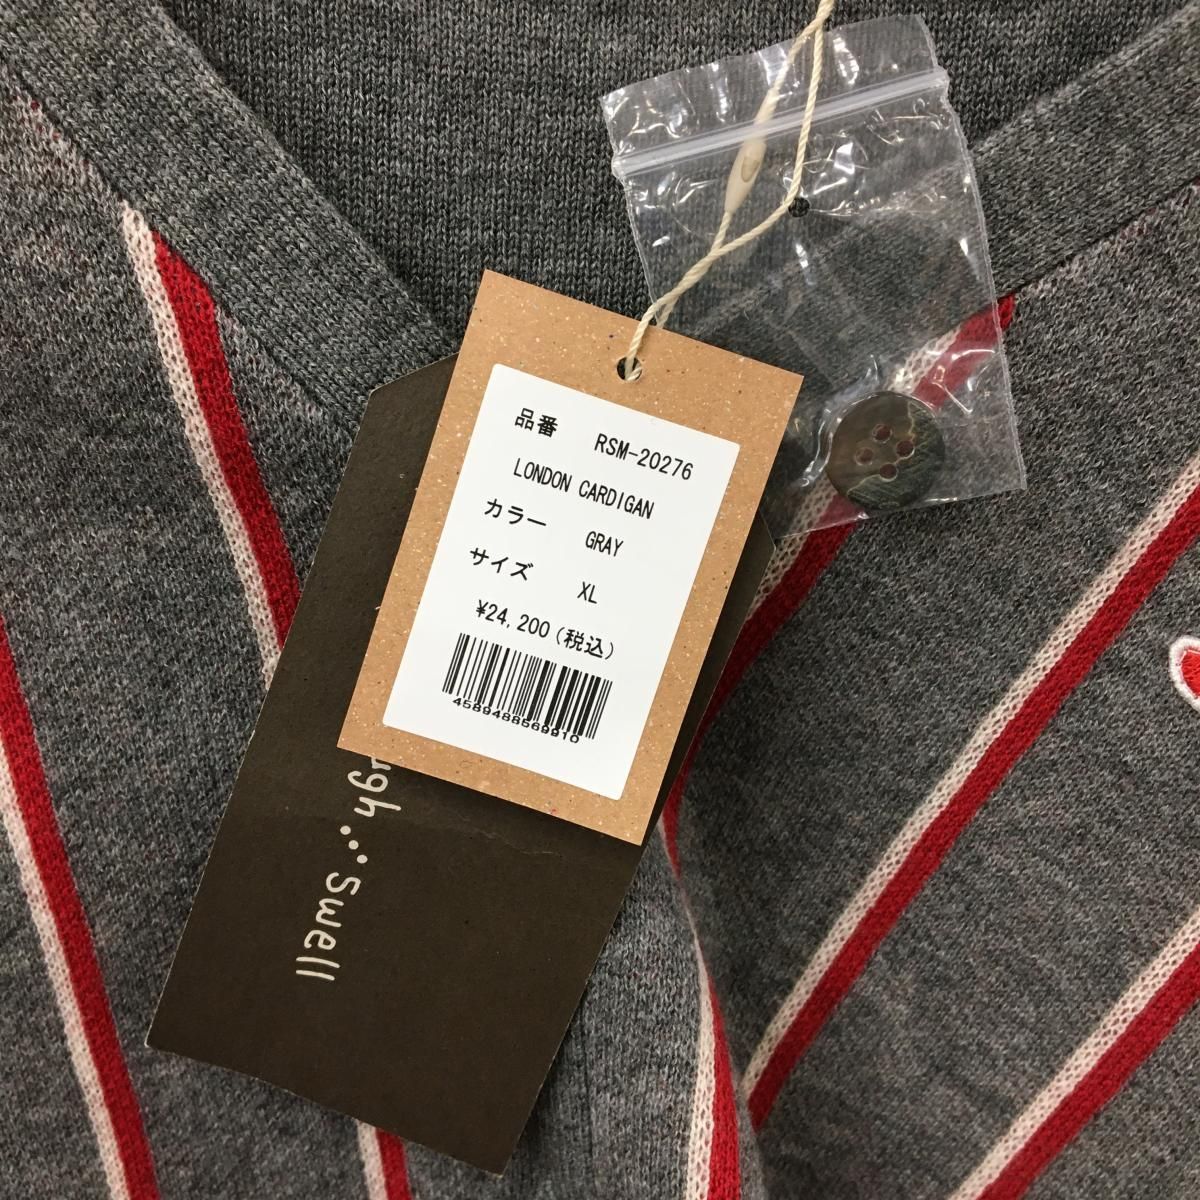 品番 RSM-20276
LONDON CARDIGAN
カラー GRAY
サイズ XL
¥24,200(税込)
4589488569910
Swell